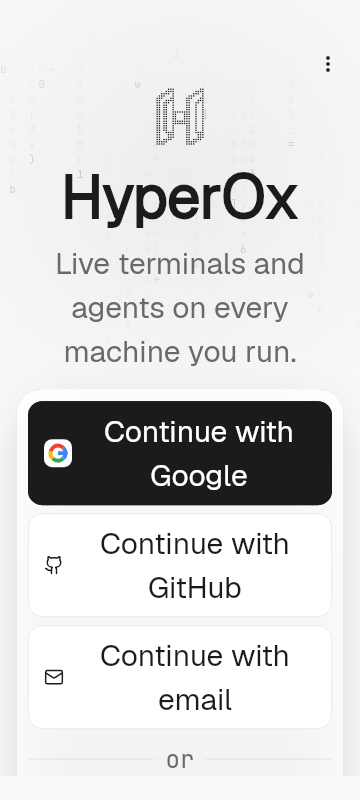 HyperOx
Live terminals and
agents on every
machine you run.
Continue with
Google
Continue with
GitHub
Continue with
email
or